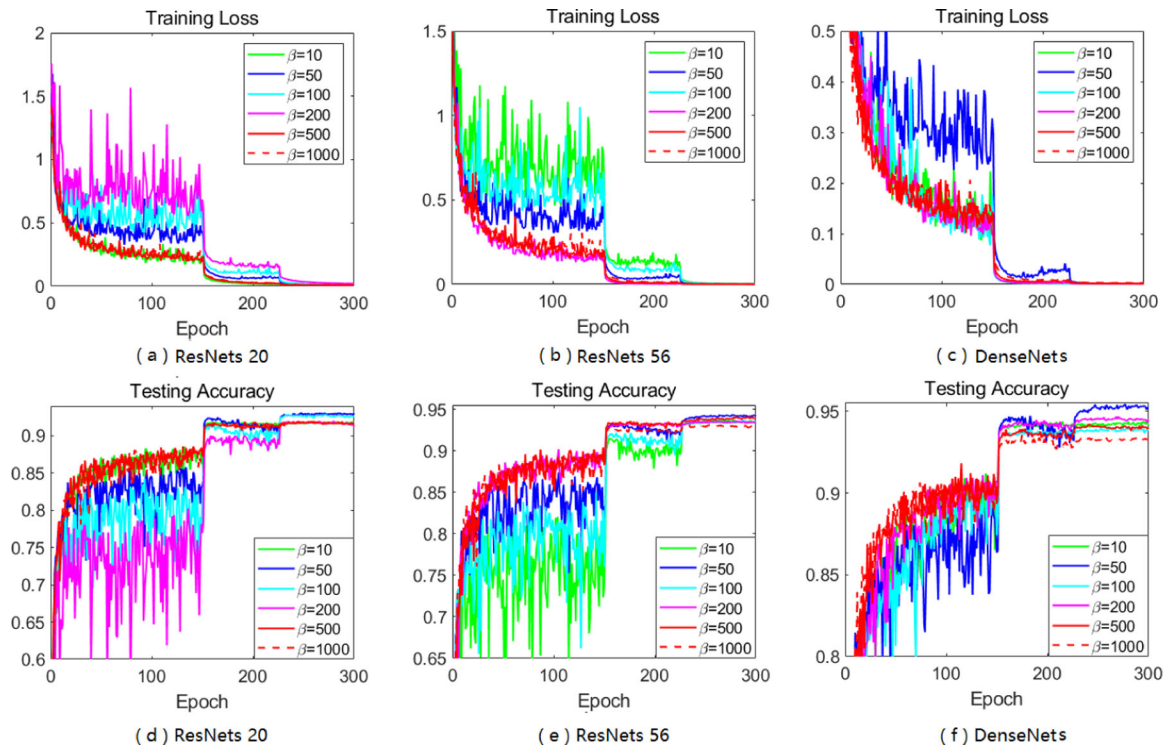 Training Loss
2
1.5
1
0.5
0
0
100
200
300
β=10
β=50
β=100
β=200
β=500
β=1000
Epoch
( a ) ResNets 20
Training Loss
1.5
1
0.5
0
0
100
200
300
β=10
β=50
β=100
β=200
β=500
β=1000
Epoch
( b ) ResNets 56
Training Loss
0.5
0.4
0.3
0.2
0.1
0
0
100
200
300
β=10
β=50
β=100
β=200
β=500
β=1000
Epoch
( c ) DenseNets
Testing Accuracy
0.9
0.85
0.8
0.75
0.7
0.65
0.6
0
100
200
300
β=10
β=50
β=100
β=200
β=500
β=1000
Epoch
( d ) ResNets 20
Testing Accuracy
0.95
0.9
0.85
0.8
0.75
0.7
0.65
0
100
200
300
β=10
β=50
β=100
β=200
β=500
β=1000
Epoch
( e ) ResNets 56
Testing Accuracy
0.95
0.9
0.85
0.8
0
100
200
300
β=10
β=50
β=100
β=200
β=500
β=1000
Epoch
( f ) DenseNets